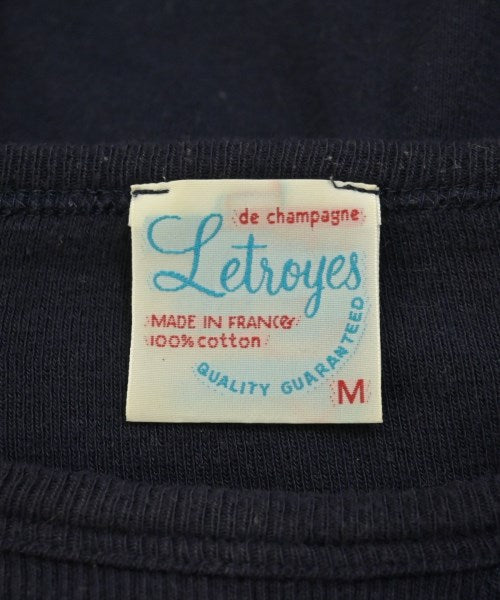 de champagne
Letroyes
MADE IN FRANCE
100% cotton
QUALITY GUARANTEED
M